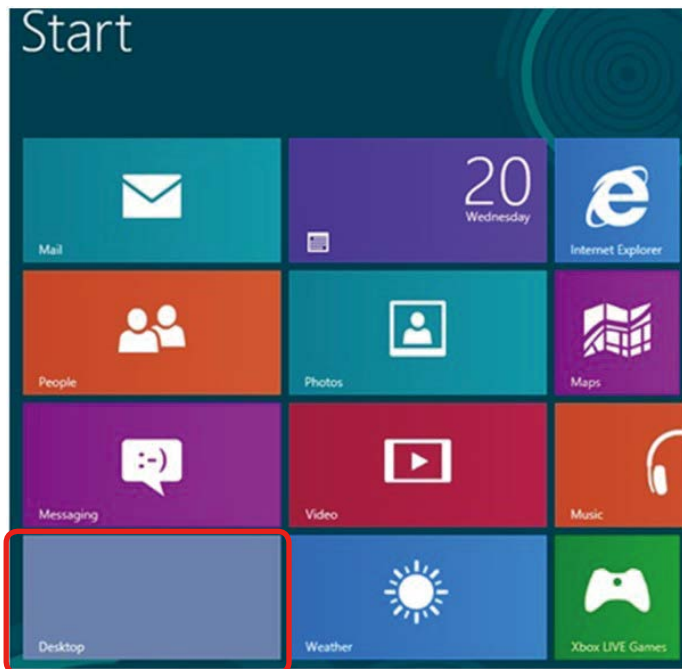 Start
Mail
20
Wednesday
Internet Explorer
People
Photos
Maps
:-)
Messaging
Video
Music
Desktop
Weather
Xbox LIVE Games